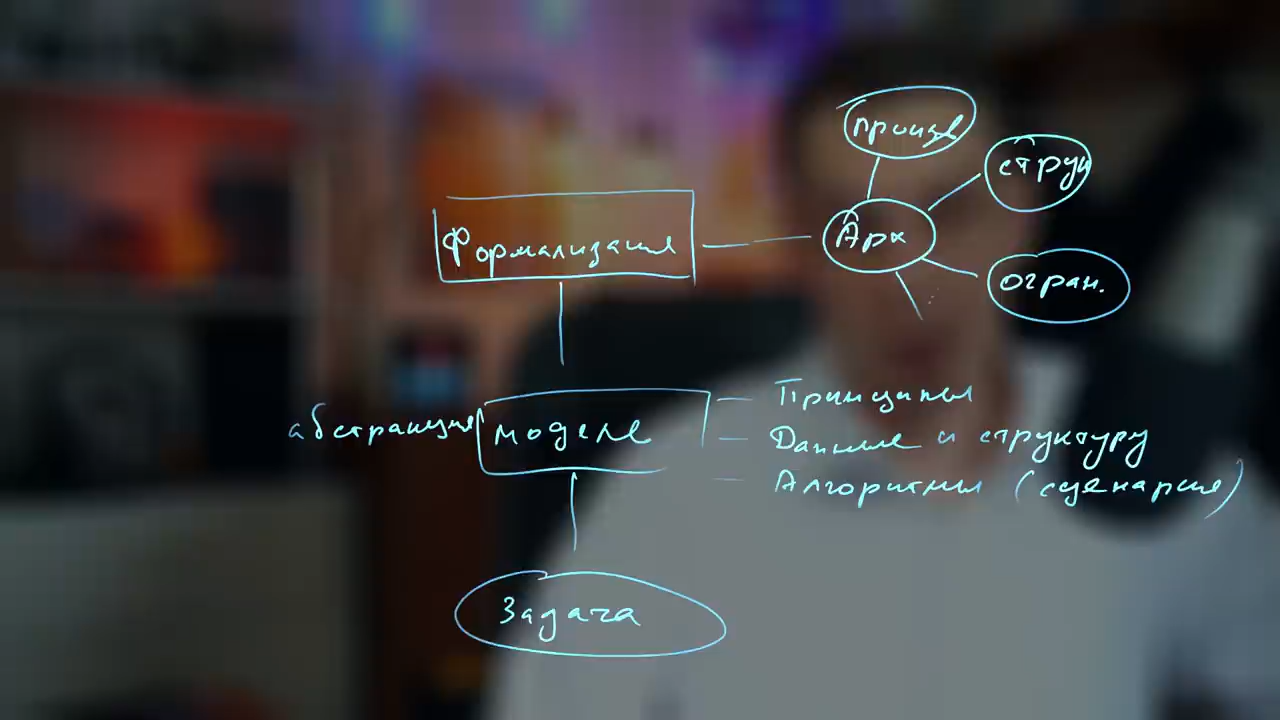 принц
струк
Формализация
Арх
огран.
Принципы
абстракция
модель
Данные и структуру
Алгоритмы (сценарии)
Задача